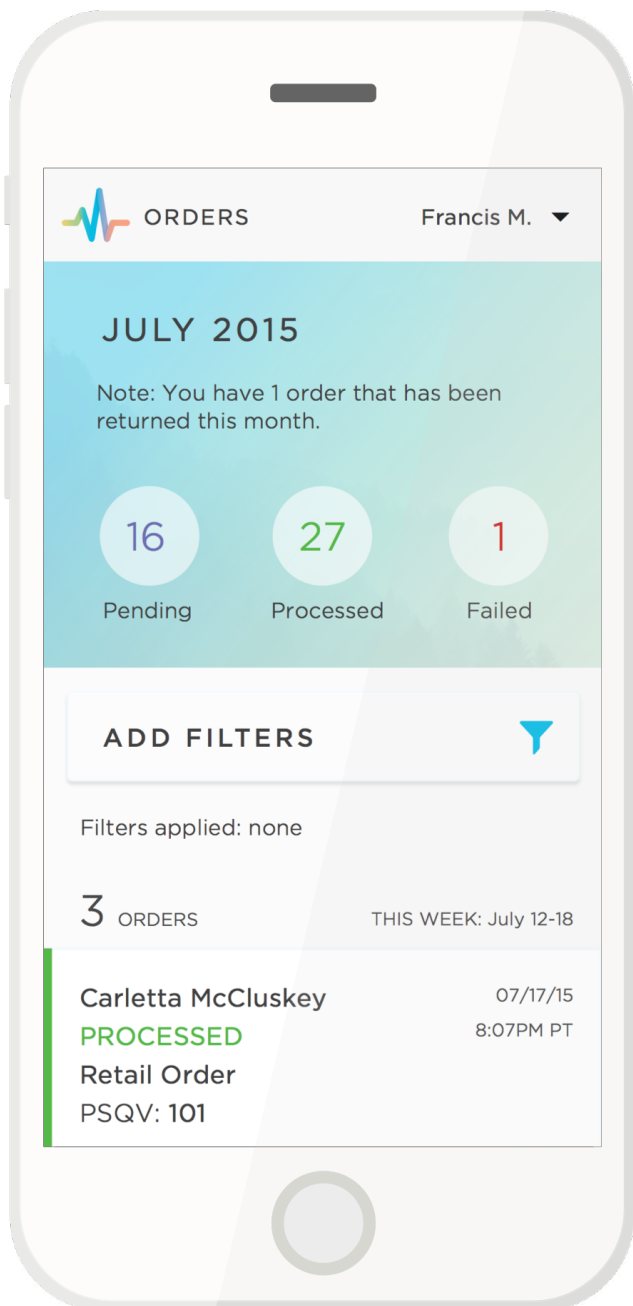 ORDERS
Francis M.
JULY 2015
Note: You have 1 order that has been
returned this month.
16
27
1
Pending
Processed
Failed
ADD FILTERS
Filters applied: none
3 ORDERS
THIS WEEK: July 12-18
Carletta McCluskey
07/17/15
PROCESSED
8:07PM PT
Retail Order
PSQV: 101